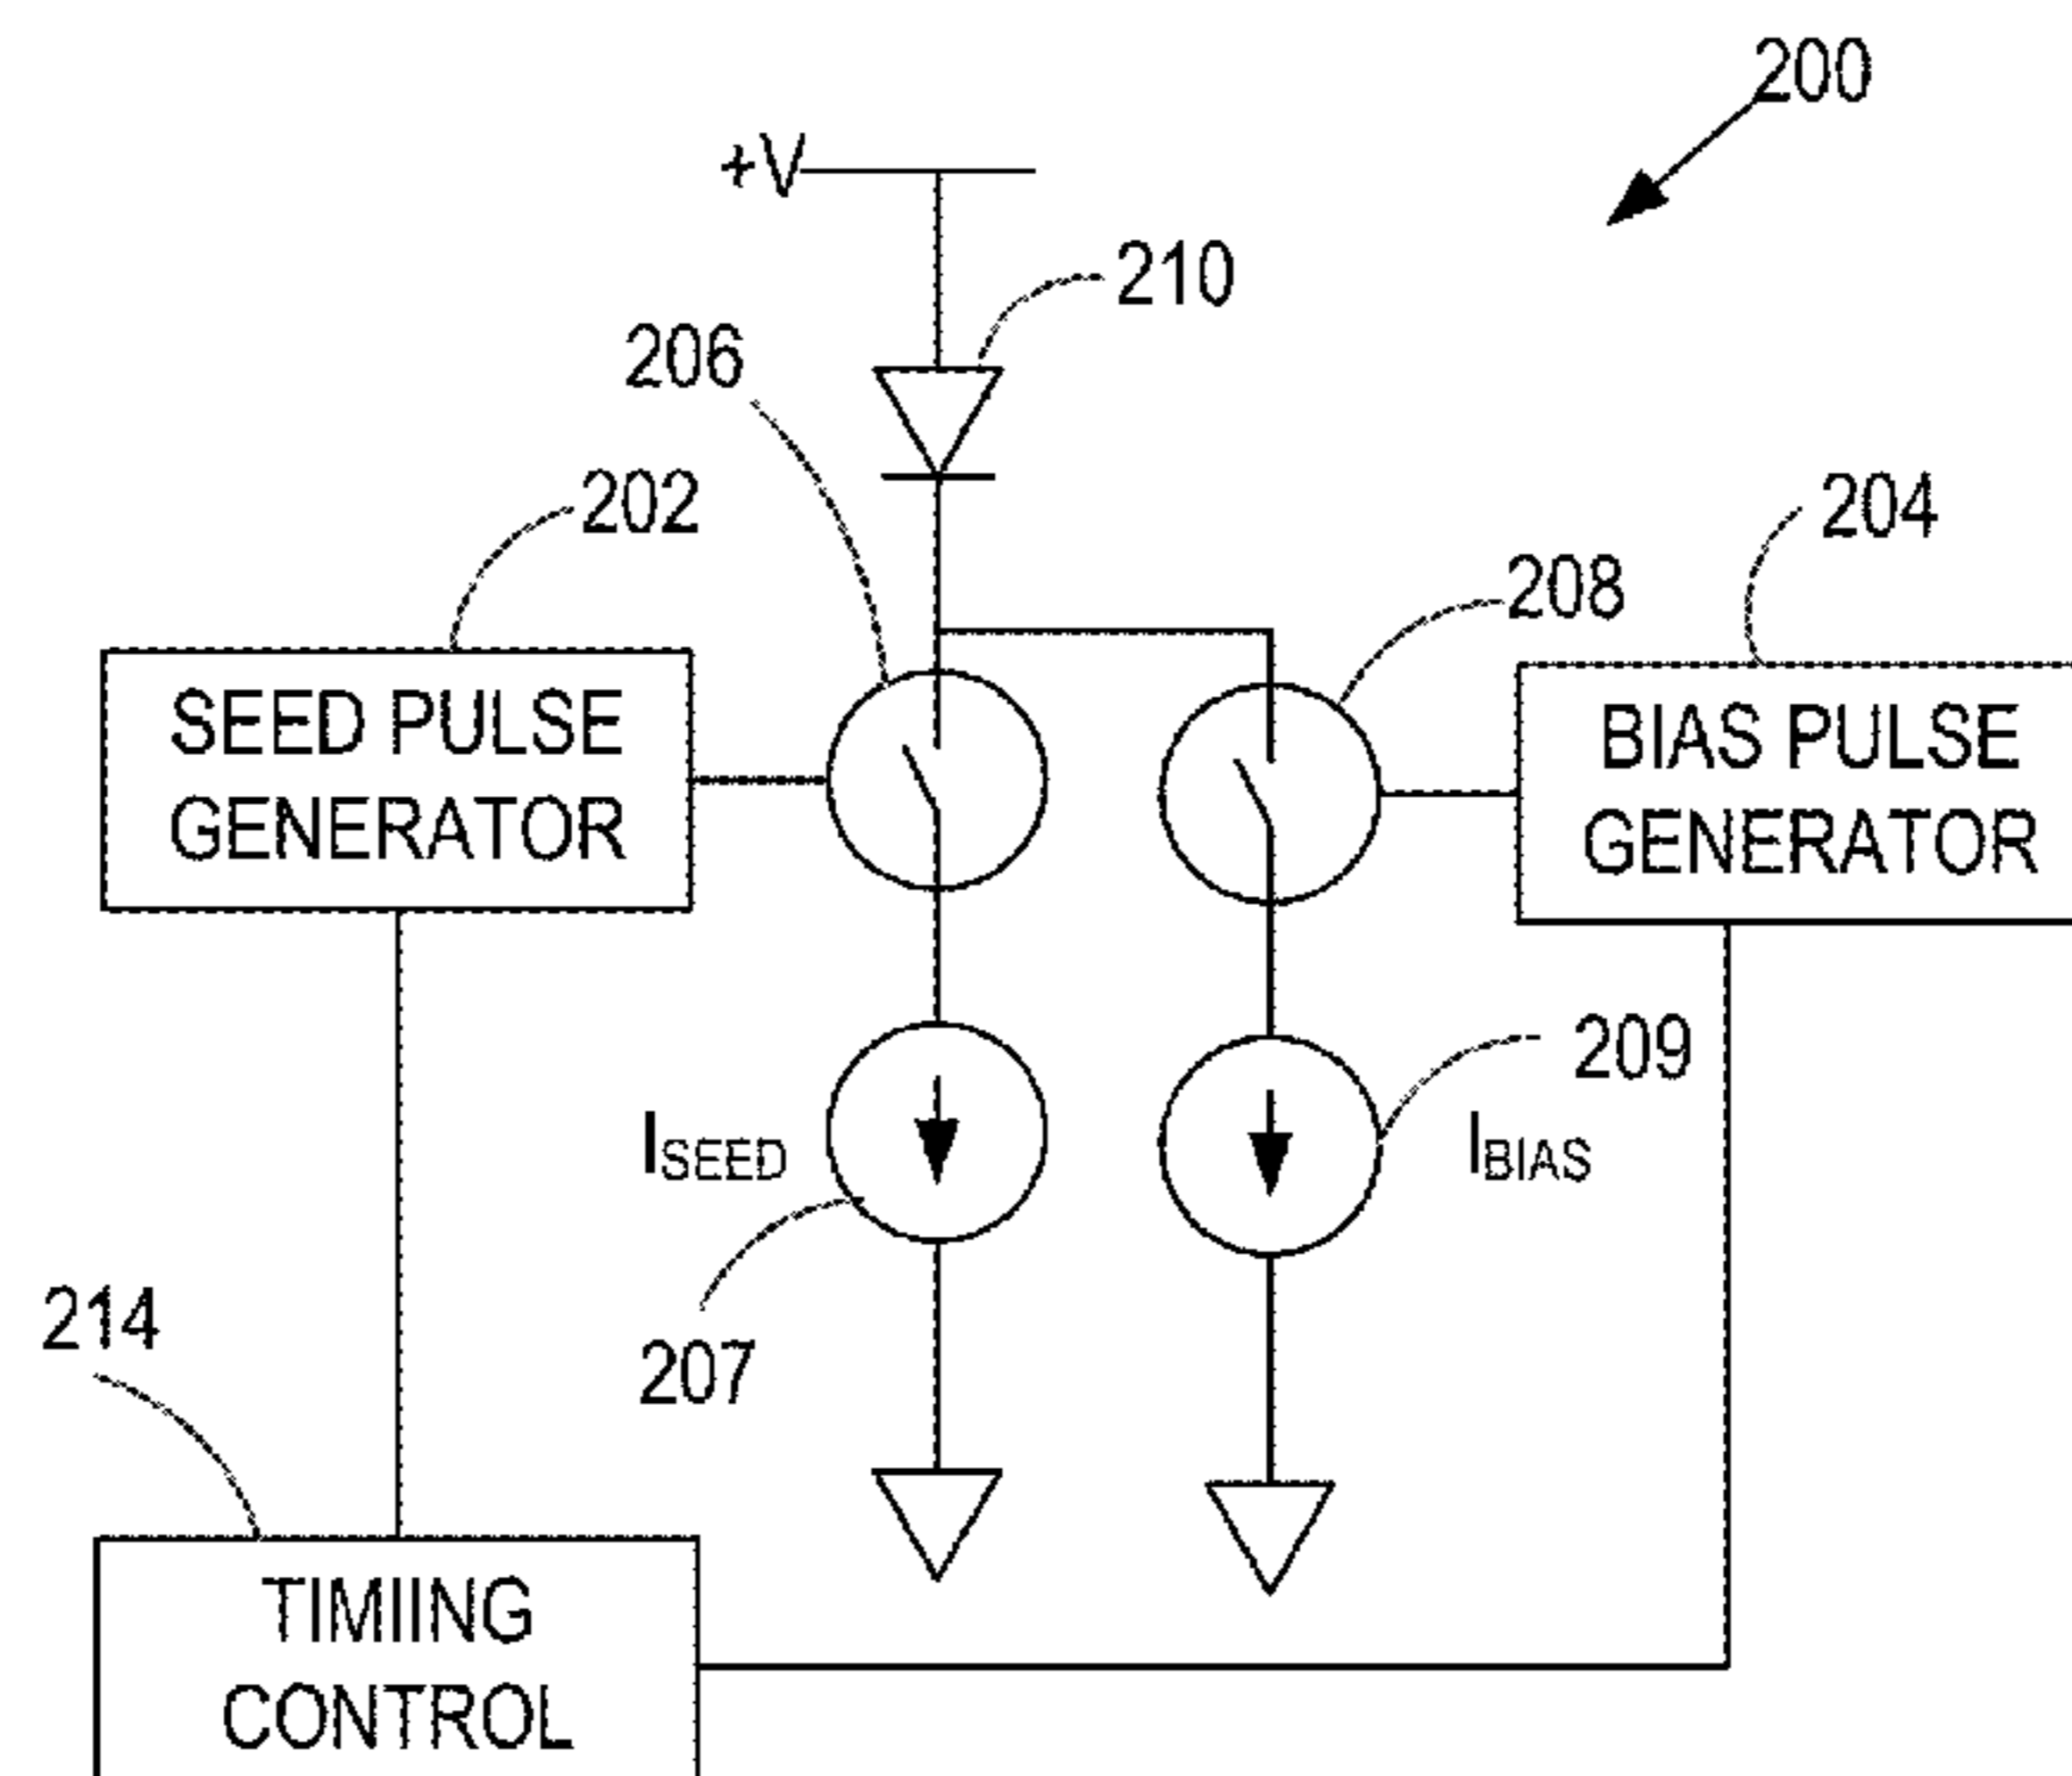 200
+V
210
206
202
204
208
SEED PULSE
GENERATOR
BIAS PULSE
GENERATOR
209
ISEED
IBIAS
214
207
TIMIING
CONTROL